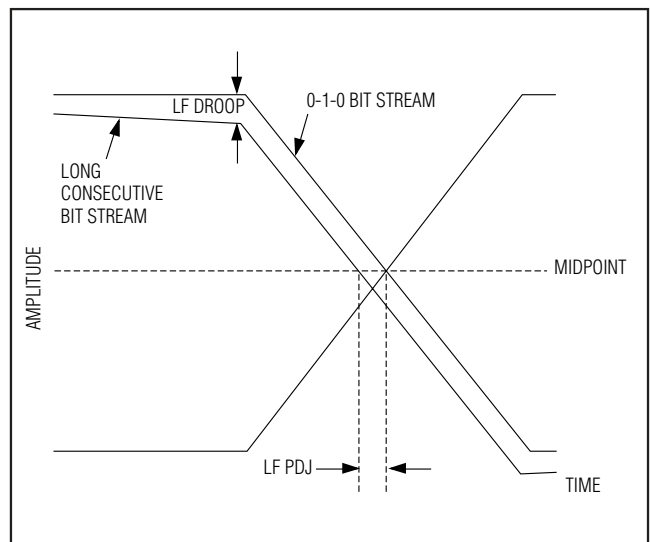 LF DROOP
0-1-0 BIT STREAM
LONG
CONSECUTIVE
BIT STREAM
AMPLITUDE
MIDPOINT
LF PDJ
TIME